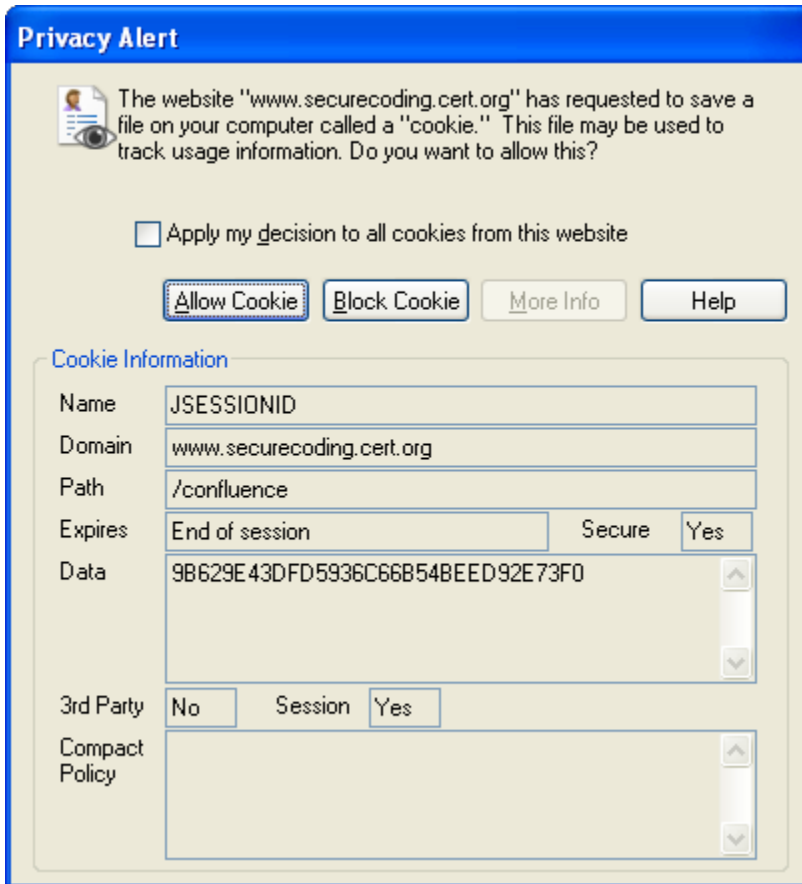 Privacy Alert
The website "www.securecoding.cert.org" has requested to save a
file on your computer called a "cookie." This file may be used to
track usage information. Do you want to allow this?
Apply my decision to all cookies from this website
Allow Cookie Block Cookie More Info Help
Cookie Information
Name JSESSIONID
Domain www.securecoding.cert.org
Path /confluence
Expires End of session Secure Yes
Data 9B629E43DFD5936C66B54BEED92E73F0
3rd Party No Session Yes
Compact
Policy